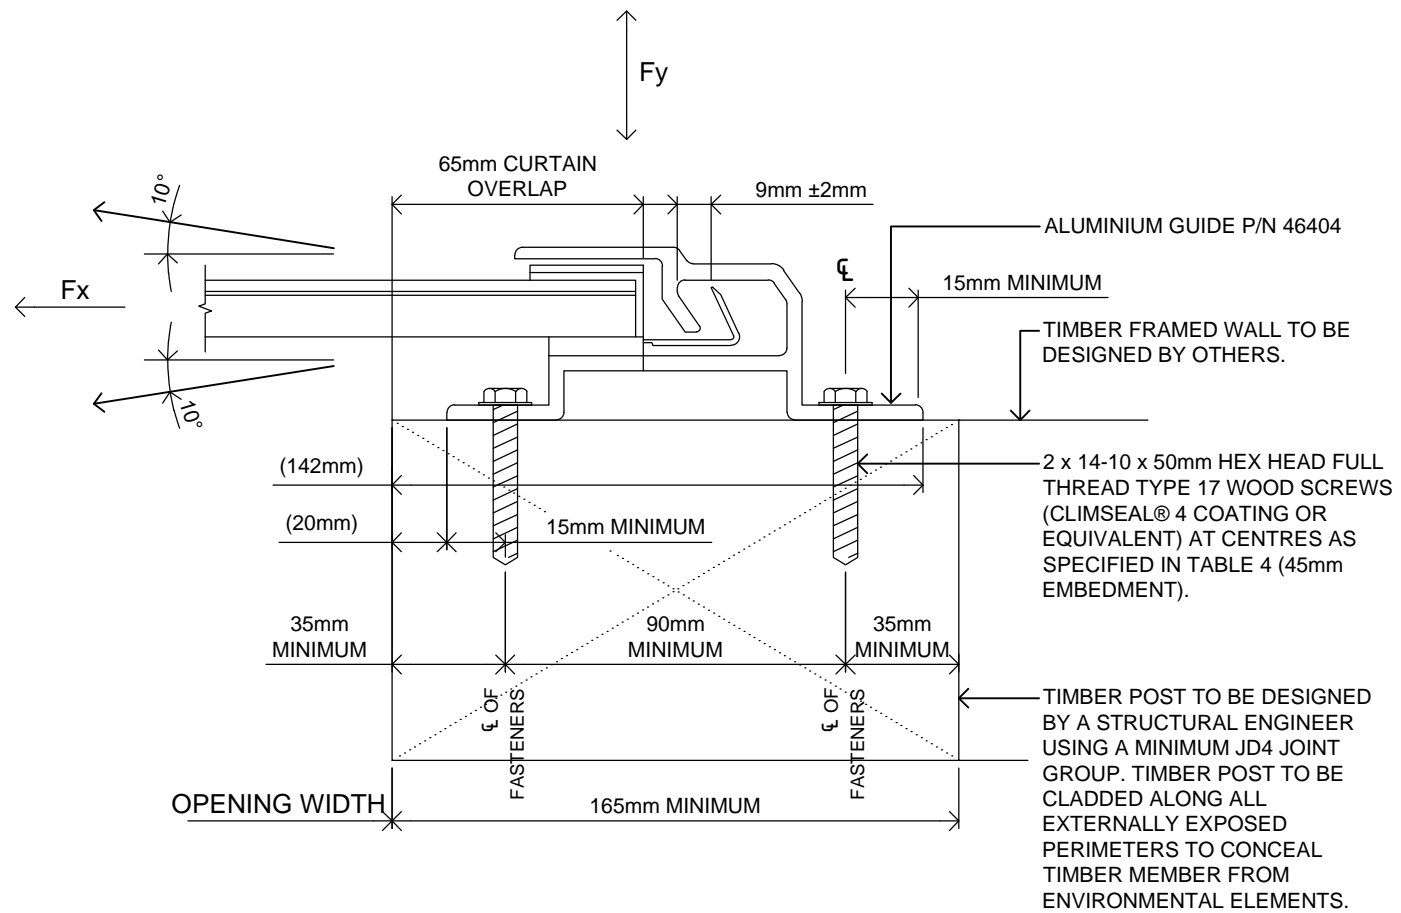 Fy
65mm CURTAIN
OVERLAP
9mm ±2mm
10°
ALUMINIUM GUIDE P/N 46404
℄
15mm MINIMUM
Fx
TIMBER FRAMED WALL TO BE
DESIGNED BY OTHERS.
10°
(142mm)
2 x 14-10 x 50mm HEX HEAD FULL
THREAD TYPE 17 WOOD SCREWS
(CLIMSEAL® 4 COATING OR
EQUIVALENT) AT CENTRES AS
SPECIFIED IN TABLE 4 (45mm
EMBEDMENT).
(20mm)
15mm MINIMUM
35mm
MINIMUM
90mm
MINIMUM
35mm
MINIMUM
℄ OF
FASTENERS
℄ OF
FASTENERS
TIMBER POST TO BE DESIGNED
BY A STRUCTURAL ENGINEER
USING A MINIMUM JD4 JOINT
GROUP. TIMBER POST TO BE
CLADDED ALONG ALL
EXTERNALLY EXPOSED
PERIMETERS TO CONCEAL
TIMBER MEMBER FROM
ENVIRONMENTAL ELEMENTS.
OPENING WIDTH
165mm MINIMUM